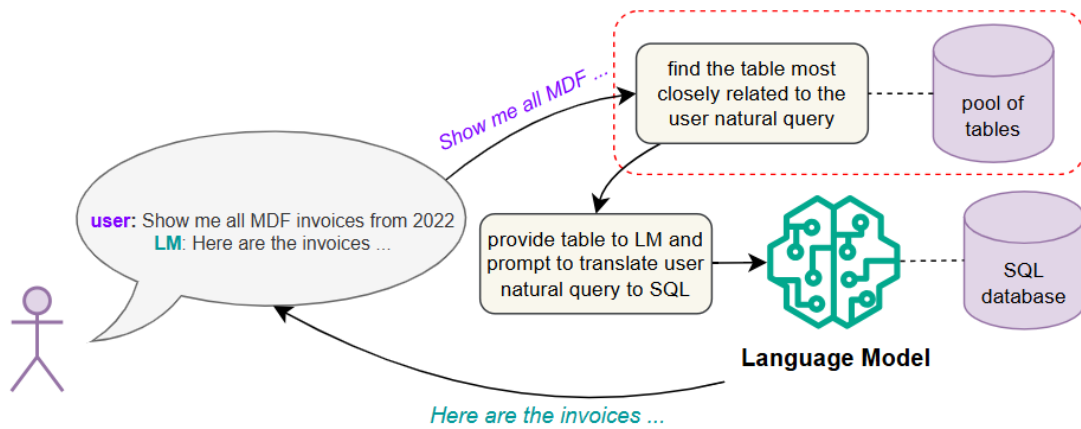 find the table most
closely related to the
user natural query
pool of
tables
Show me all MDF ...
user: Show me all MDF invoices from 2022
LM: Here are the invoices ...
provide table to LM and
prompt to translate user
natural query to SQL
SQL
database
Language Model
Here are the invoices ...